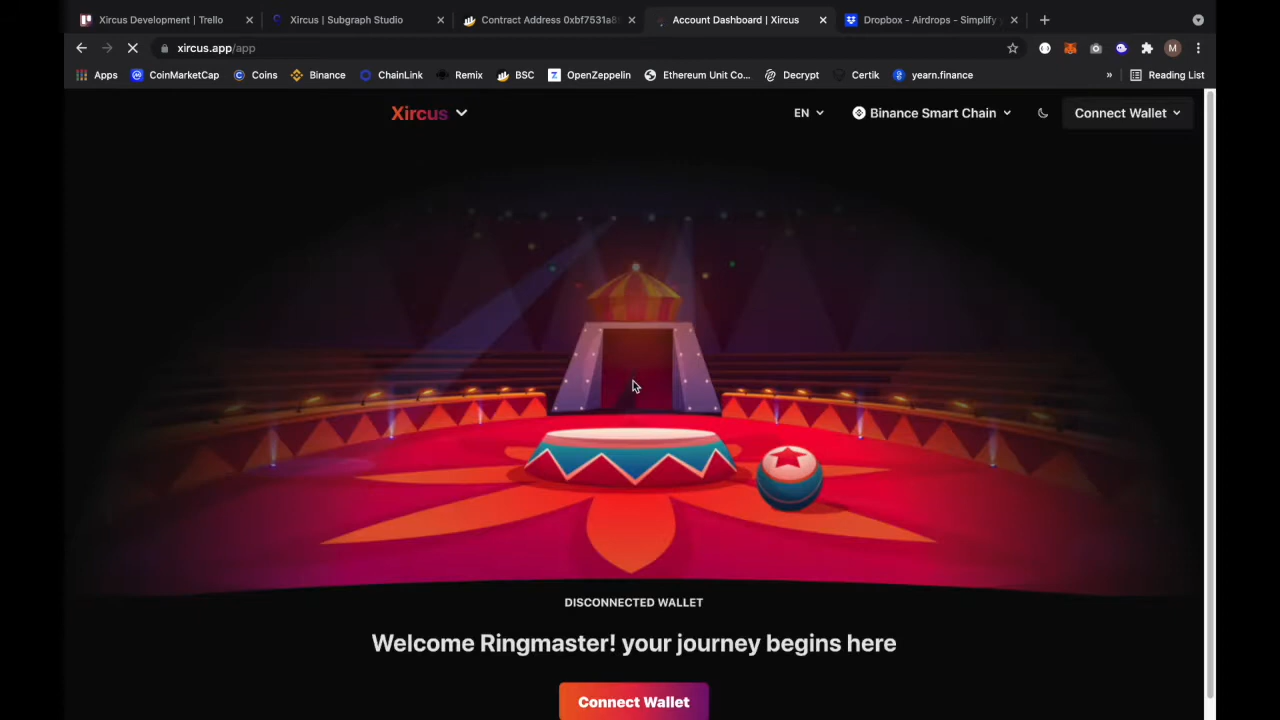 Xircus Development | Trello
Xircus | Subgraph Studio
Contract Address 0xbf7531a8
Account Dashboard | Xircus
Dropbox - Airdrops - Simplify
xircus.app/app
M
Apps
CoinMarketCap
Coins
Binance
ChainLink
Remix
BSC
OpenZeppelin
Ethereum Unit Co...
Decrypt
Certik
yearn.finance
»
Reading List
Xircus
EN
Binance Smart Chain
Connect Wallet
DISCONNECTED WALLET
Welcome Ringmaster! your journey begins here
Connect Wallet